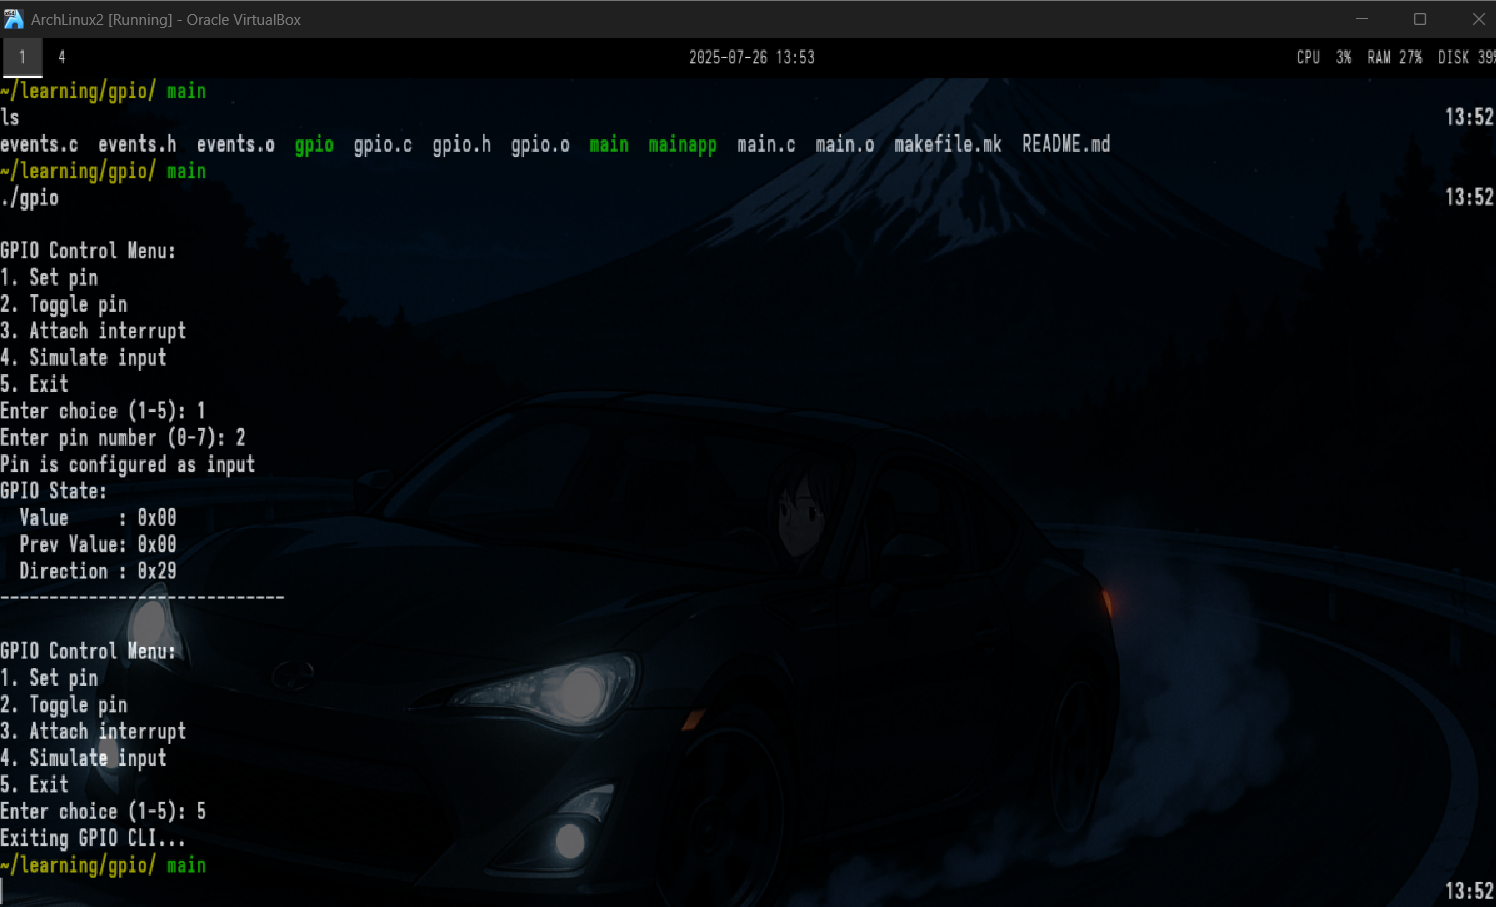 ArchLinux2 [Running] - Oracle VirtualBox
1 4 2025-07-26 13:53 CPU 3% RAM 27% DISK 39%
~/learning/gpio/ main
ls 13:52
events.c events.h events.o gpio gpio.c gpio.h gpio.o main mainapp main.c main.o makefile.mk README.md
~/learning/gpio/ main
./gpio 13:52
GPIO Control Menu:
1. Set pin
2. Toggle pin
3. Attach interrupt
4. Simulate input
5. Exit
Enter choice (1-5): 1
Enter pin number (0-7): 2
Pin is configured as input
GPIO State:
Value : 0x00
Prev Value: 0x00
Direction : 0x29
-----------------------------
GPIO Control Menu:
1. Set pin
2. Toggle pin
3. Attach interrupt
4. Simulate input
5. Exit
Enter choice (1-5): 5
Exiting GPIO CLI...
~/learning/gpio/ main
13:52